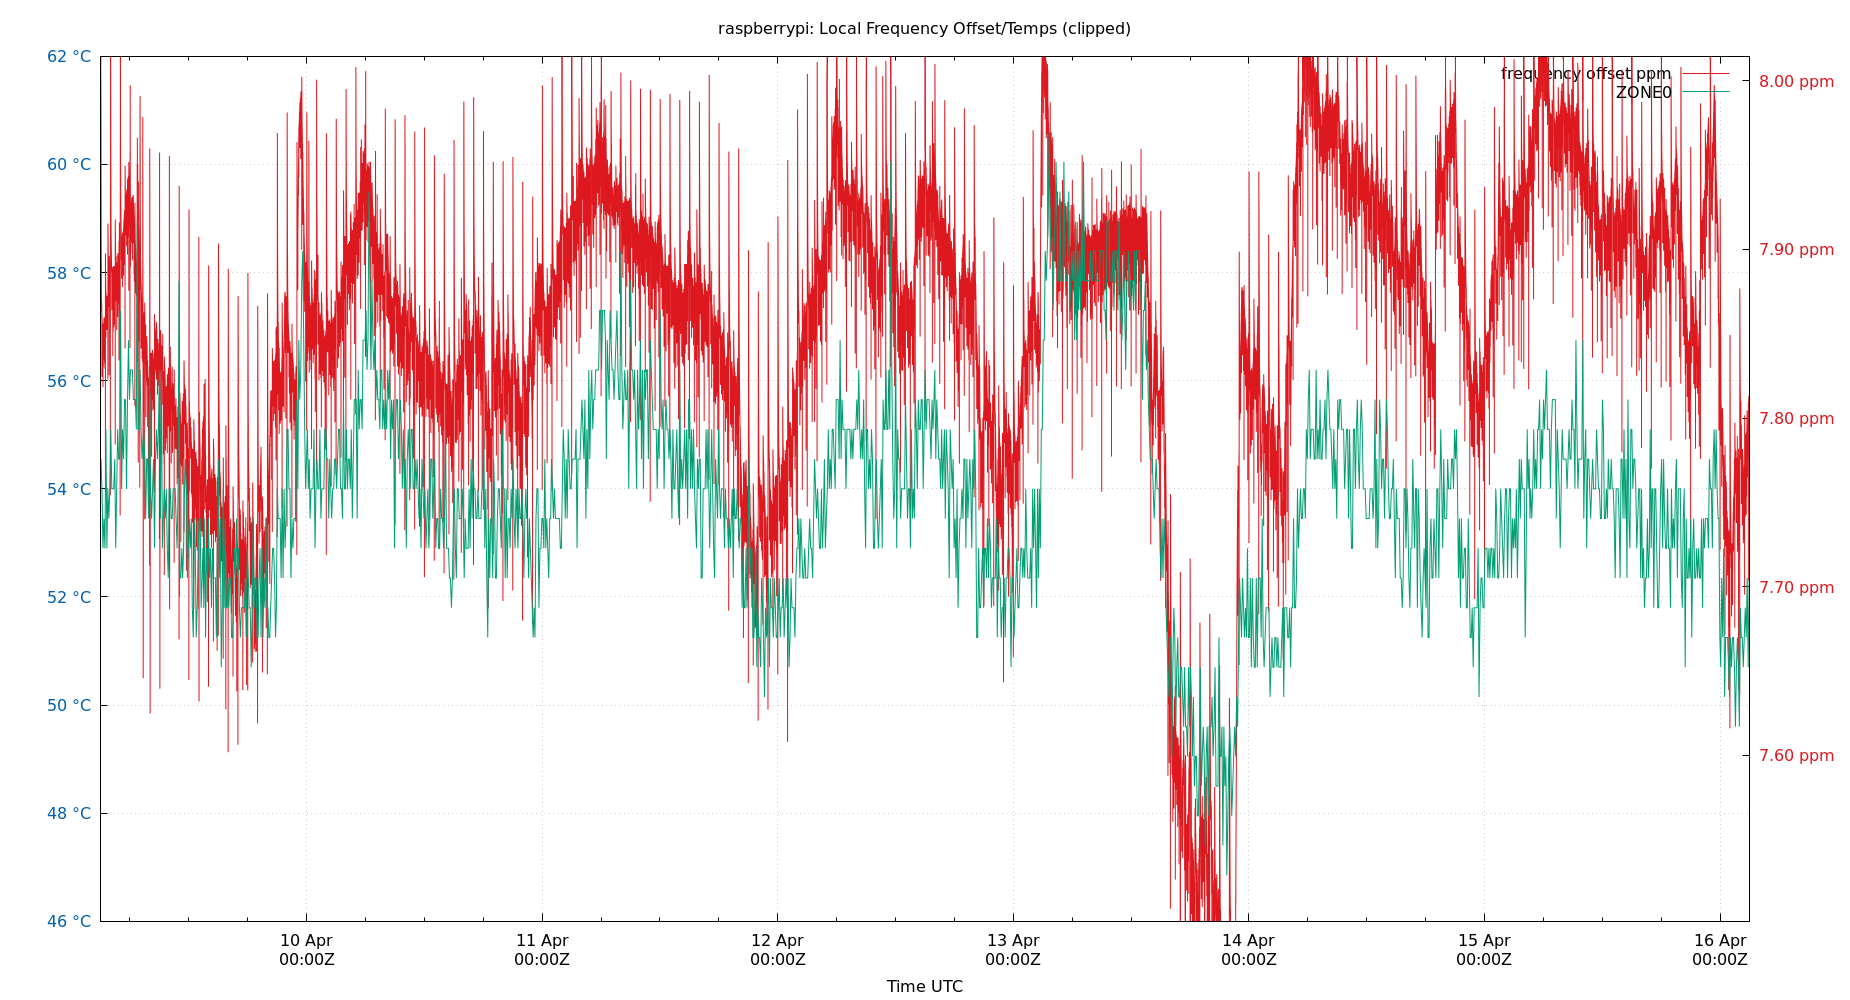 raspberrypi: Local Frequency Offset/Temps (clipped)
62 °C
60 °C
58 °C
56 °C
54 °C
52 °C
50 °C
48 °C
46 °C
frequency offset ppm
ZONE0
8.00 ppm
7.90 ppm
7.80 ppm
7.70 ppm
7.60 ppm
10 Apr
00:00Z
11 Apr
00:00Z
12 Apr
00:00Z
13 Apr
00:00Z
14 Apr
00:00Z
15 Apr
00:00Z
16 Apr
00:00Z
Time UTC